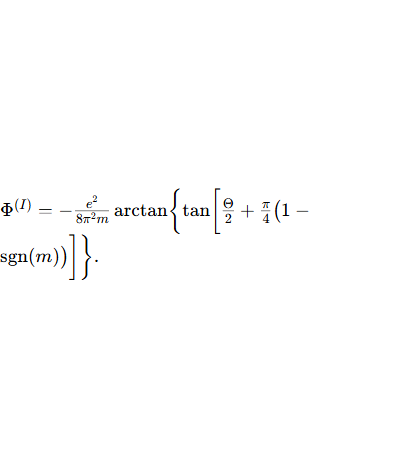 Φ^{(I)} = −\frac{e^2}{8π^2 m} arctan{tan[\frac{Θ}{2} + \frac{π}{4}(1 −
sgn(m))]}.